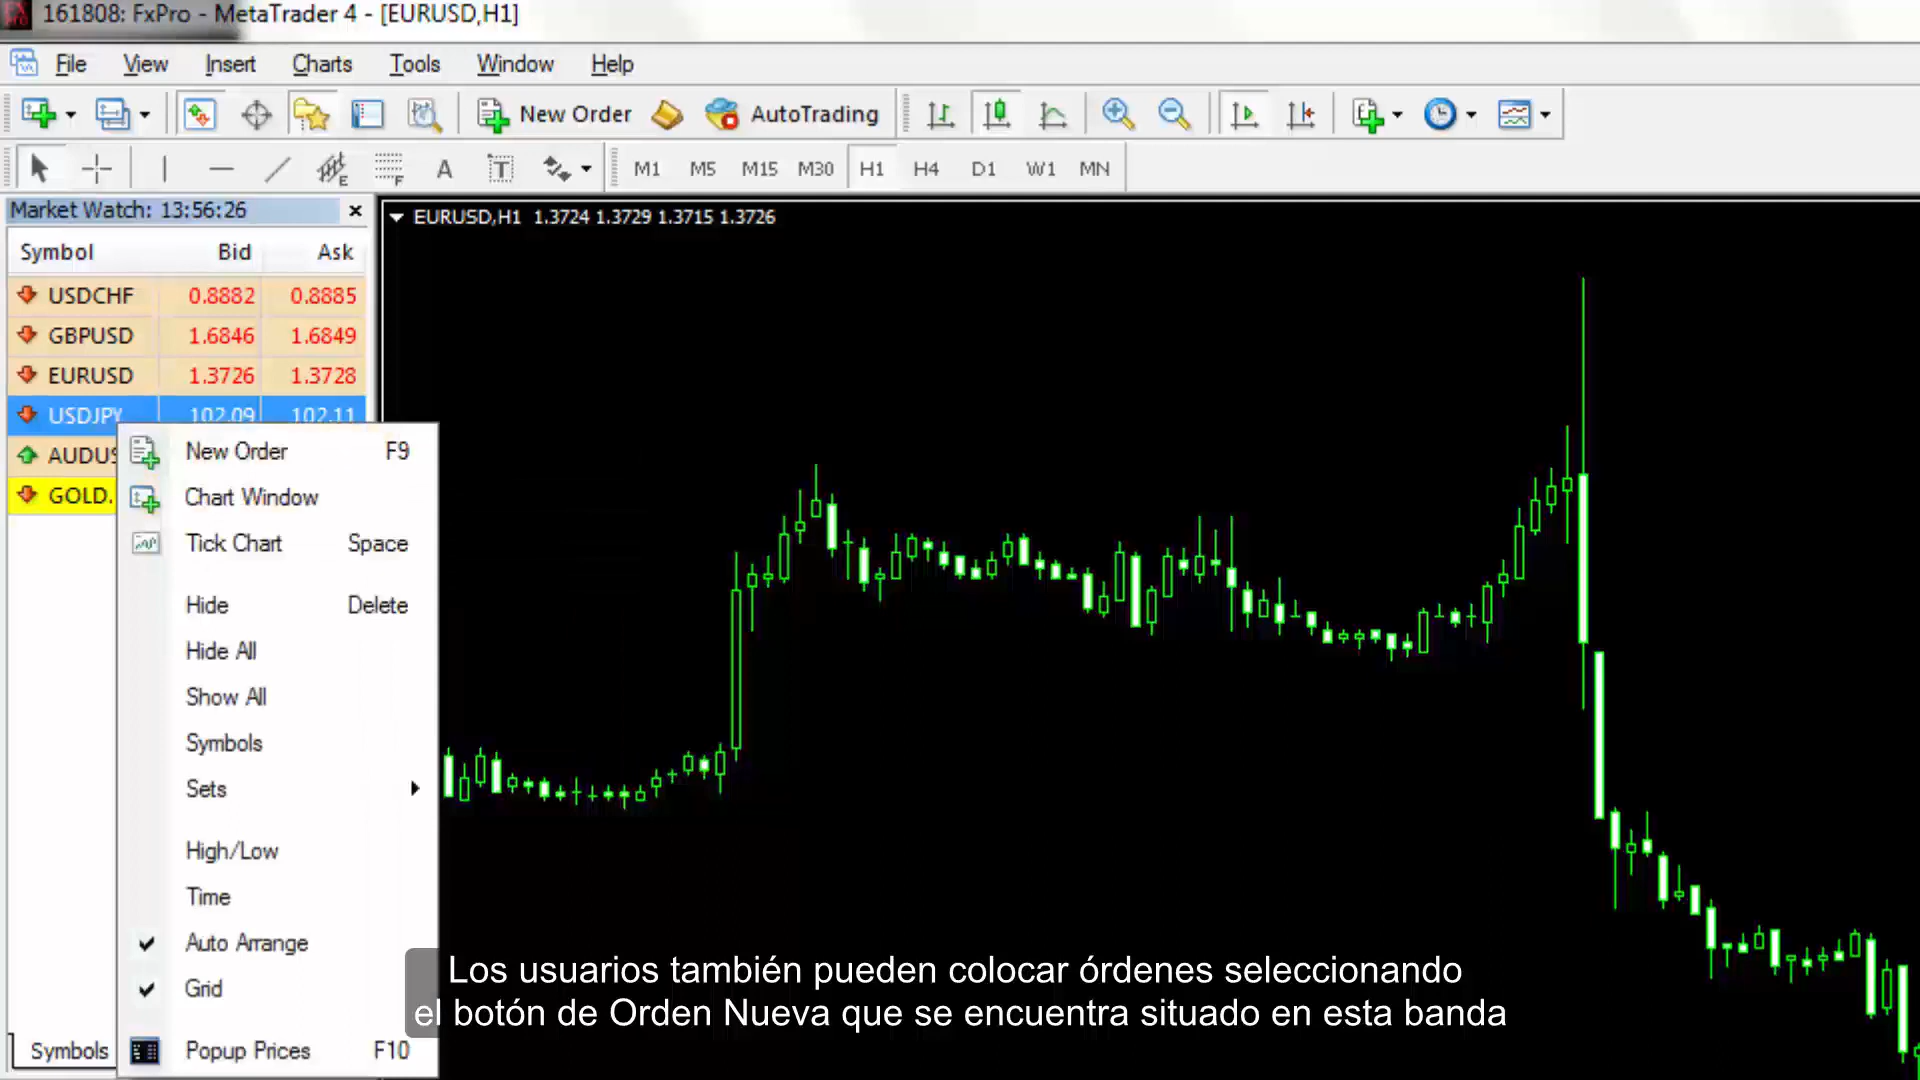 161808: FxPro - MetaTrader 4 - [EURUSD,H1]
File View Insert Charts Tools Window Help
New Order AutoTrading
A T M1 M5 M15 M30 H1 H4 D1 W1 MN
Market Watch: 13:56:26
EURUSD,H1 1.3724 1.3729 1.3715 1.3726
Symbol Bid Ask
USDCHF 0.8882 0.8885
GBPUSD 1.6846 1.6849
EURUSD 1.3726 1.3728
USDJPY 102.09 102.11
AUDUS
GOLD.
New Order F9
Chart Window
Tick Chart Space
Hide Delete
Hide All
Show All
Symbols
Sets
High/Low
Time
Auto Arrange
Grid
Popup Prices F10
Symbols
Los usuarios también pueden colocar órdenes seleccionando
el botón de Orden Nueva que se encuentra situado en esta banda